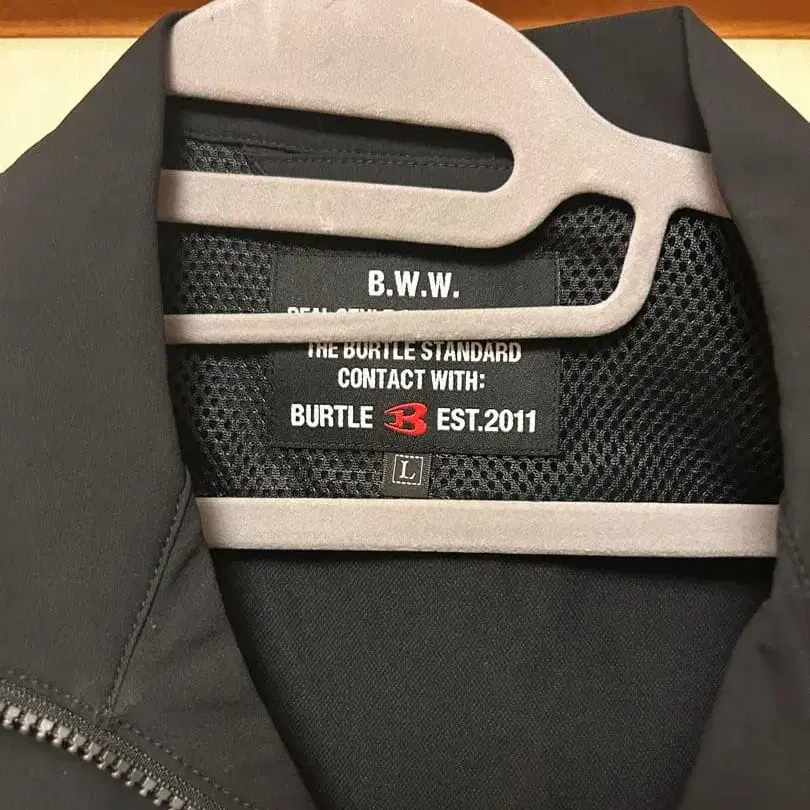 B.W.W.
THE BURTLE STANDARD
CONTACT WITH:
BURTLE B EST.2011
L